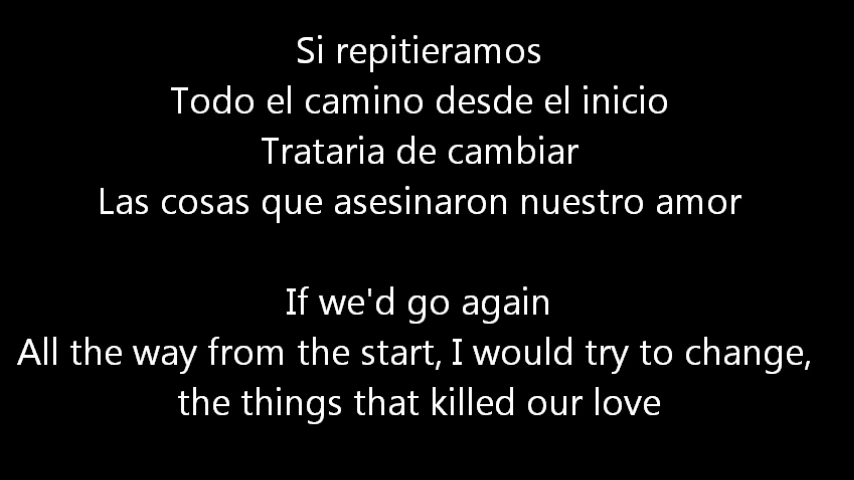 Si repitieramos
Todo el camino desde el inicio
Trataria de cambiar
Las cosas que asesinaron nuestro amor
If we'd go again
All the way from the start, I would try to change,
the things that killed our love